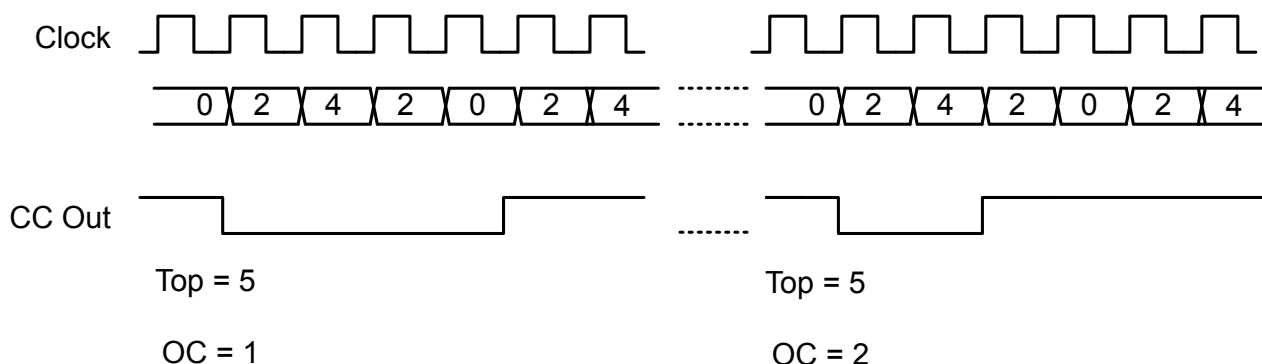 Clock
0 2 4 2 0 2 4 0 2 4 2 0 2 4
CC Out
Top = 5 Top = 5
OC = 1 OC = 2